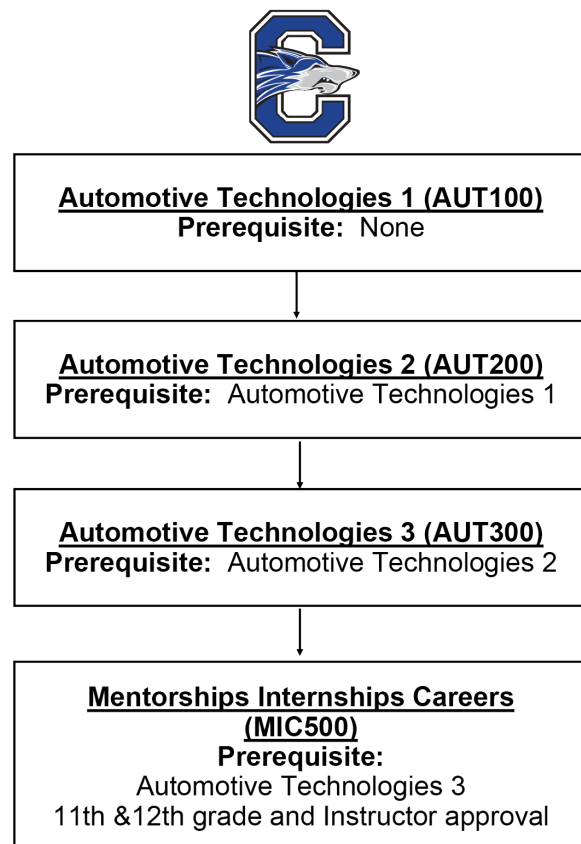 C
Automotive Technologies 1 (AUT100)
Prerequisite: None
Automotive Technologies 2 (AUT200)
Prerequisite: Automotive Technologies 1
Automotive Technologies 3 (AUT300)
Prerequisite: Automotive Technologies 2
Mentorships Internships Careers
(MIC500)
Prerequisite:
Automotive Technologies 3
11th &12th grade and Instructor approval